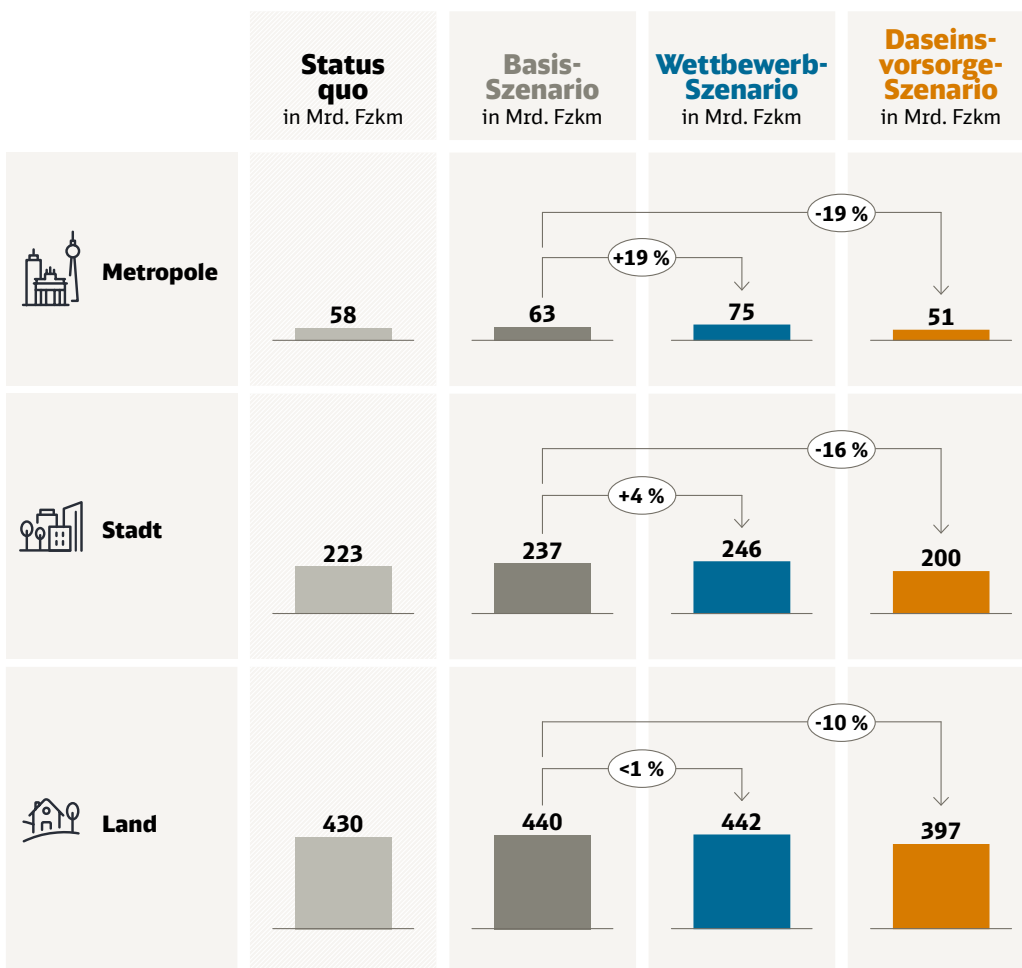 Status
quo
in Mrd. Fzkm
Basis-
Szenario
in Mrd. Fzkm
Wettbewerb-
Szenario
in Mrd. Fzkm
Daseins-
vorsorge-
Szenario
in Mrd. Fzkm
Metropole
58
63
75
51
+19 %
-19 %
Stadt
223
237
246
200
+4 %
-16 %
Land
430
440
442
397
<1 %
-10 %